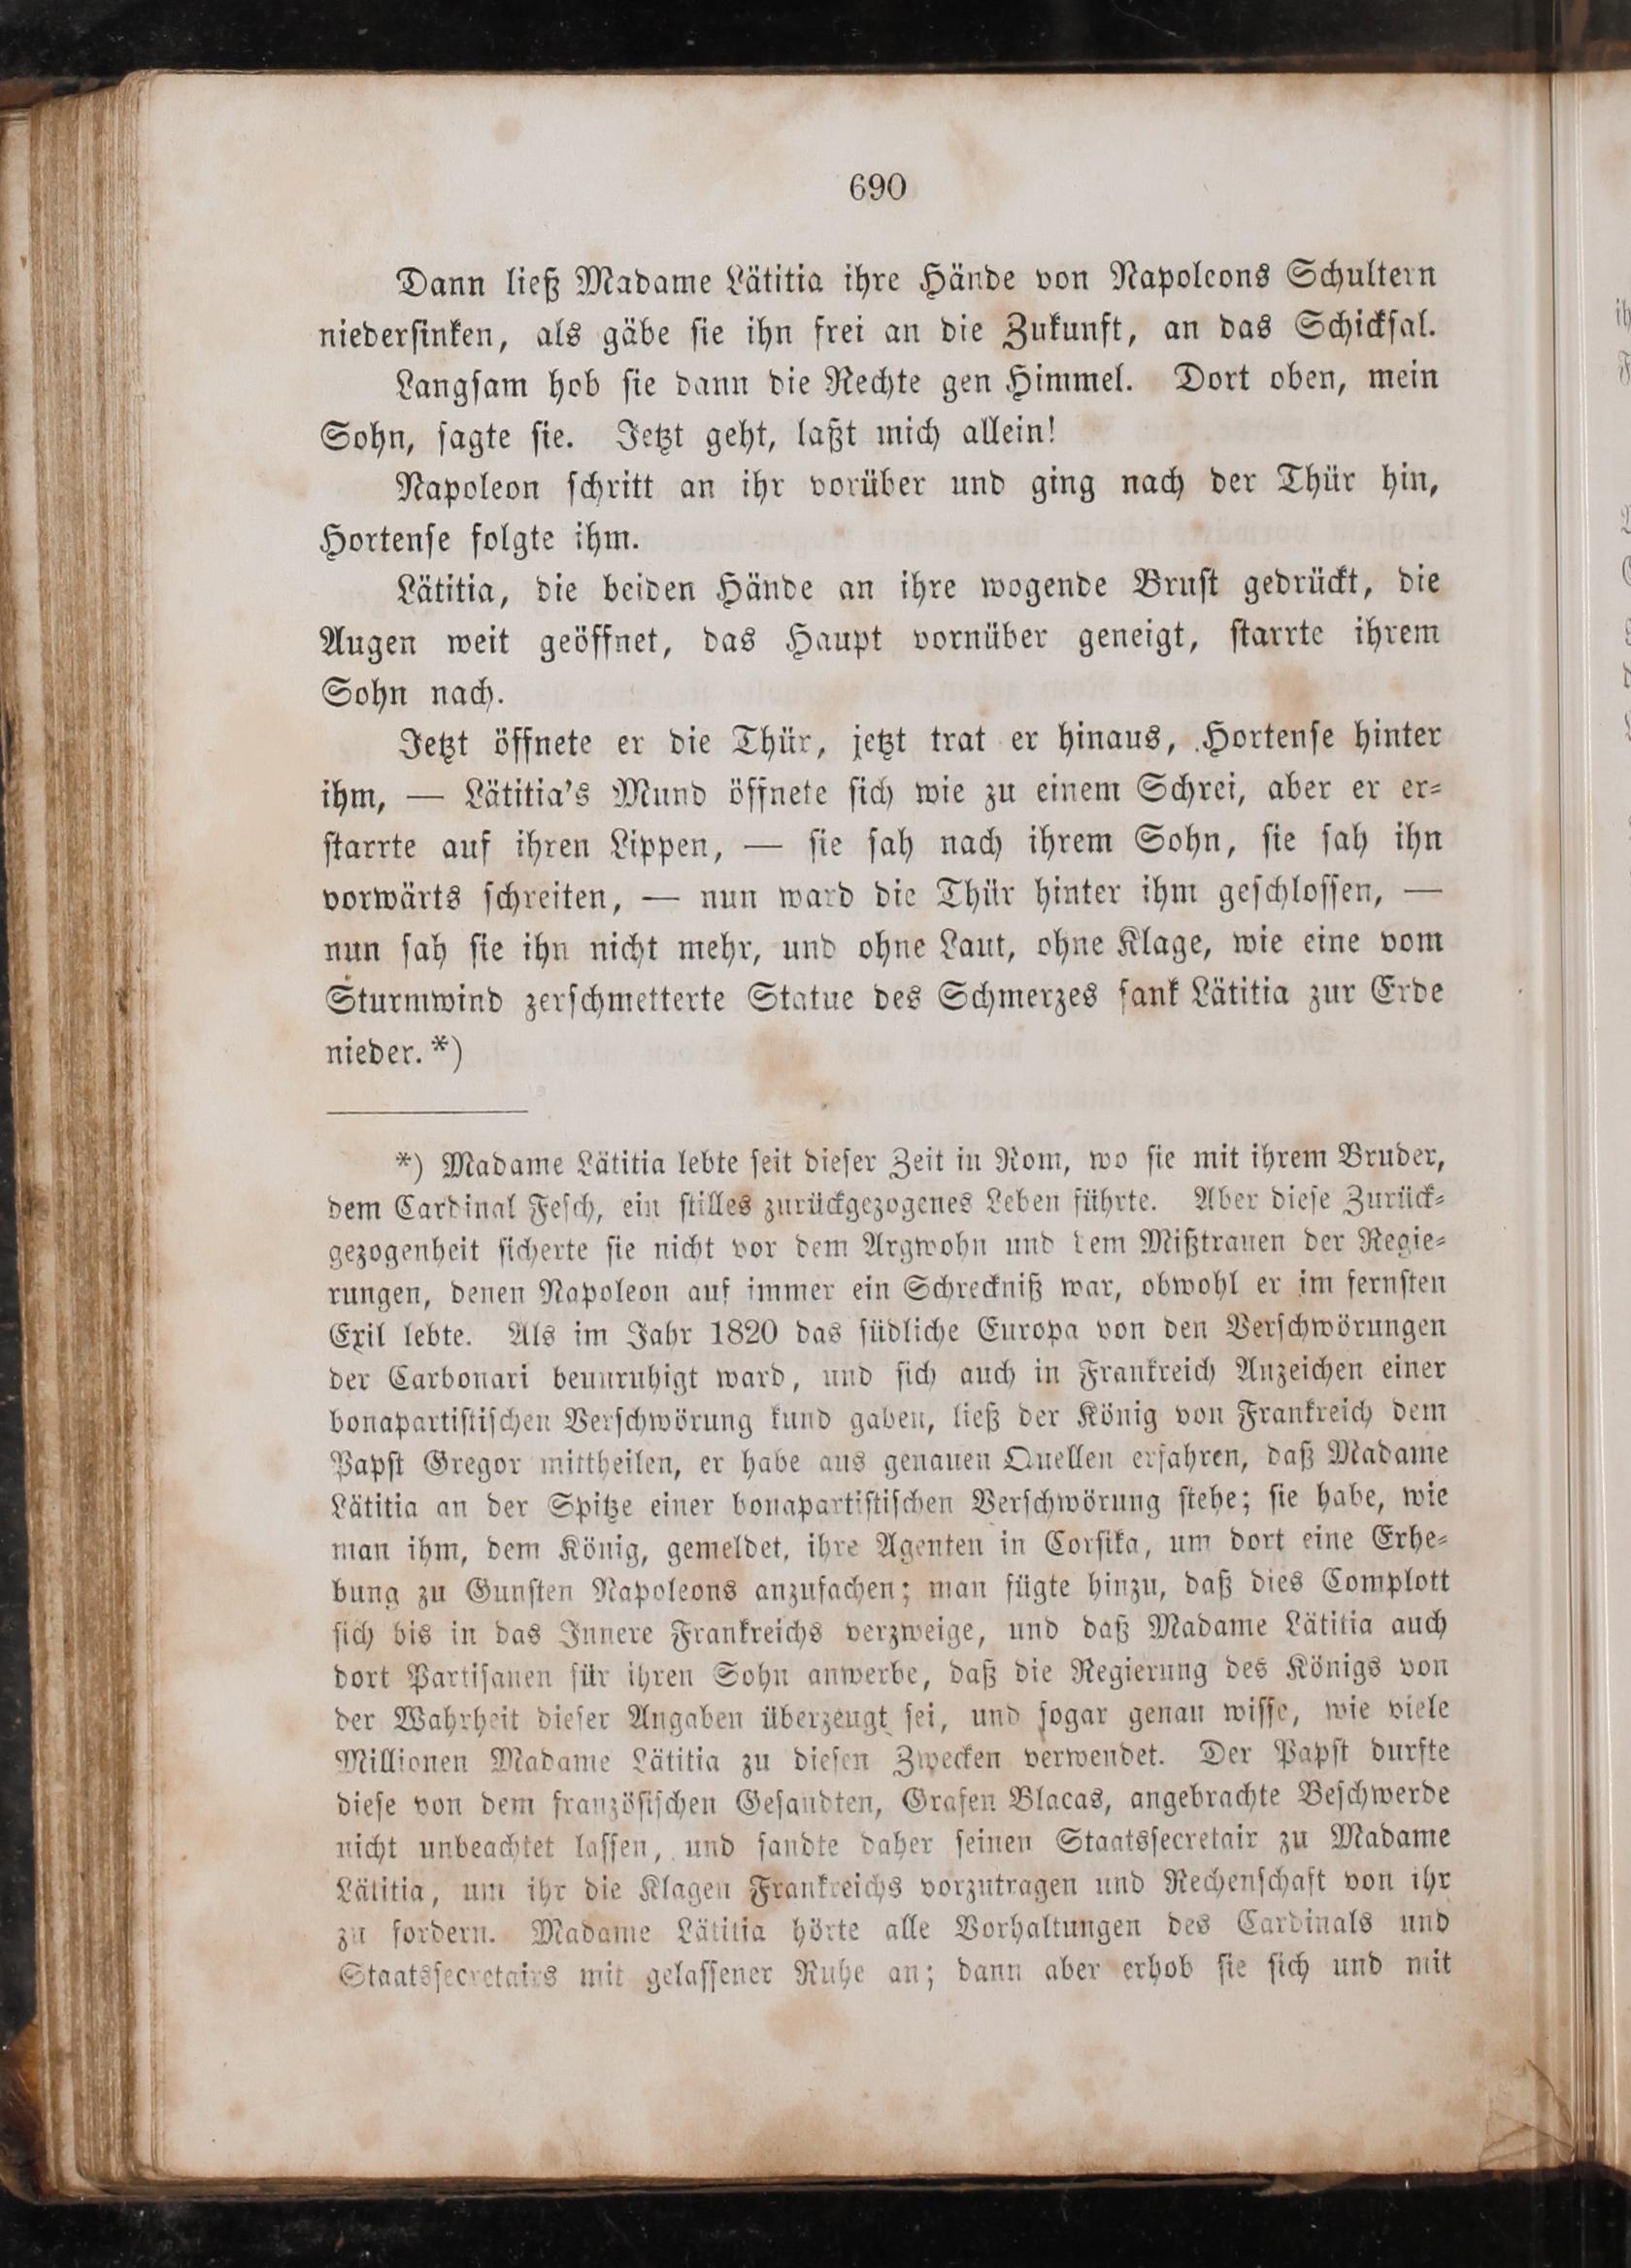 690
Dann ließ Madame Lätitia ihre Hände von Napoleons Schultern
niedersinken, als gäbe sie ihn frei an die Zukunft, an das Schicksal.
Langsam hob sie dann die Rechte gen Himmel. Dort oben, mein
Sohn, sagte sie. Jetzt geht, laßt mich allein!
Napoleon schritt an ihr vorüber und ging nach der Thür hin,
Hortense folgte ihm.
Lätitia, die beiden Hände an ihre wogende Brust gedrückt, die
Augen weit geöffnet, das Haupt vornüber geneigt, starrte ihrem
Sohn nach.
Jetzt öffnete er die Thür, jetzt trat er hinaus, Hortense hinter
ihm, — Lätitia's Mund öffnete sich wie zu einem Schrei, aber er er-
starrte auf ihren Lippen, — sie sah nach ihrem Sohn, sie sah ihn
vorwärts schreiten, — nun ward die Thür hinter ihm geschlossen, —
nun sah sie ihn nicht mehr, und ohne Laut, ohne Klage, wie eine vom
Sturmwind zerschmetterte Statue des Schmerzes sank Lätitia zur Erde
nieder.*)
*) Madame Lätitia lebte seit dieser Zeit in Rom, wo sie mit ihrem Bruder,
dem Cardinal Fesch, ein stilles zurückgezogenes Leben führte. Aber diese Zurück-
gezogenheit sicherte sie nicht vor dem Argwohn und dem Mißtrauen der Regie-
rungen, denen Napoleon auf immer ein Schreckniß war, obwohl er im fernsten
Exil lebte. Als im Jahr 1820 das südliche Europa von den Verschwörungen
der Carbonari beunruhigt ward, und sich auch in Frankreich Anzeichen einer
bonapartistischen Verschwörung kund gaben, ließ der König von Frankreich dem
Papst Gregor mittheilen, er habe aus genauen Quellen erfahren, daß Madame
Lätitia an der Spitze einer bonapartistischen Verschwörung stehe; sie habe, wie
man ihm, dem König, gemeldet, ihre Agenten in Corsika, um dort eine Erhe-
bung zu Gunsten Napoleons anzufachen; man fügte hinzu, daß dies Complott
sich bis in das Innere Frankreichs verzweige, und daß Madame Lätitia auch
dort Partisanen für ihren Sohn anwerbe, daß die Regierung des Königs von
der Wahrheit dieser Angaben überzeugt sei, und sogar genau wisse, wie viele
Millionen Madame Lätitia zu diesen Zwecken verwendet. Der Papst durfte
diese von dem französischen Gesandten, Grafen Blacas, angebrachte Beschwerde
nicht unbeachtet lassen, und sandte daher seinen Staatssecretair zu Madame
Lätitia, um ihr die Klagen Frankreichs vorzutragen und Rechenschaft von ihr
zu fordern. Madame Lätitia hörte alle Vorhaltungen des Cardinals und
Staatssecretairs mit gelassener Ruhe an; dann aber erhob sie sich und mit